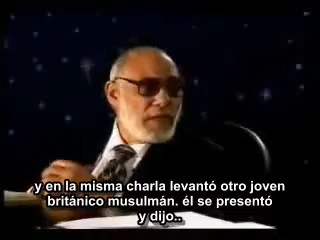 y en la misma charla levantó otro joven
británico musulmán. él se presentó
y dijo..